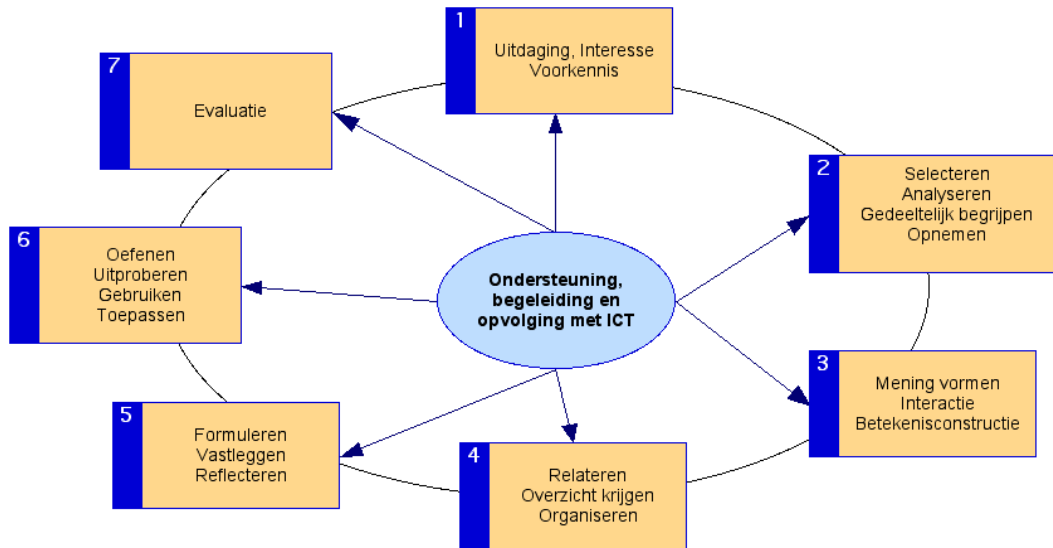 1
Uitdaging, Interesse
Voorkennis
2
Selecteren
Analyseren
Gedeeltelijk begrijpen
Opnemen
3
Mening vormen
Interactie
Betekenisconstructie
4
Relateren
Overzicht krijgen
Organiseren
5
Formuleren
Vastleggen
Reflecteren
6
Oefenen
Uitproberen
Gebruiken
Toepassen
7
Evaluatie
Ondersteuning,
begeleiding en
opvolging met ICT